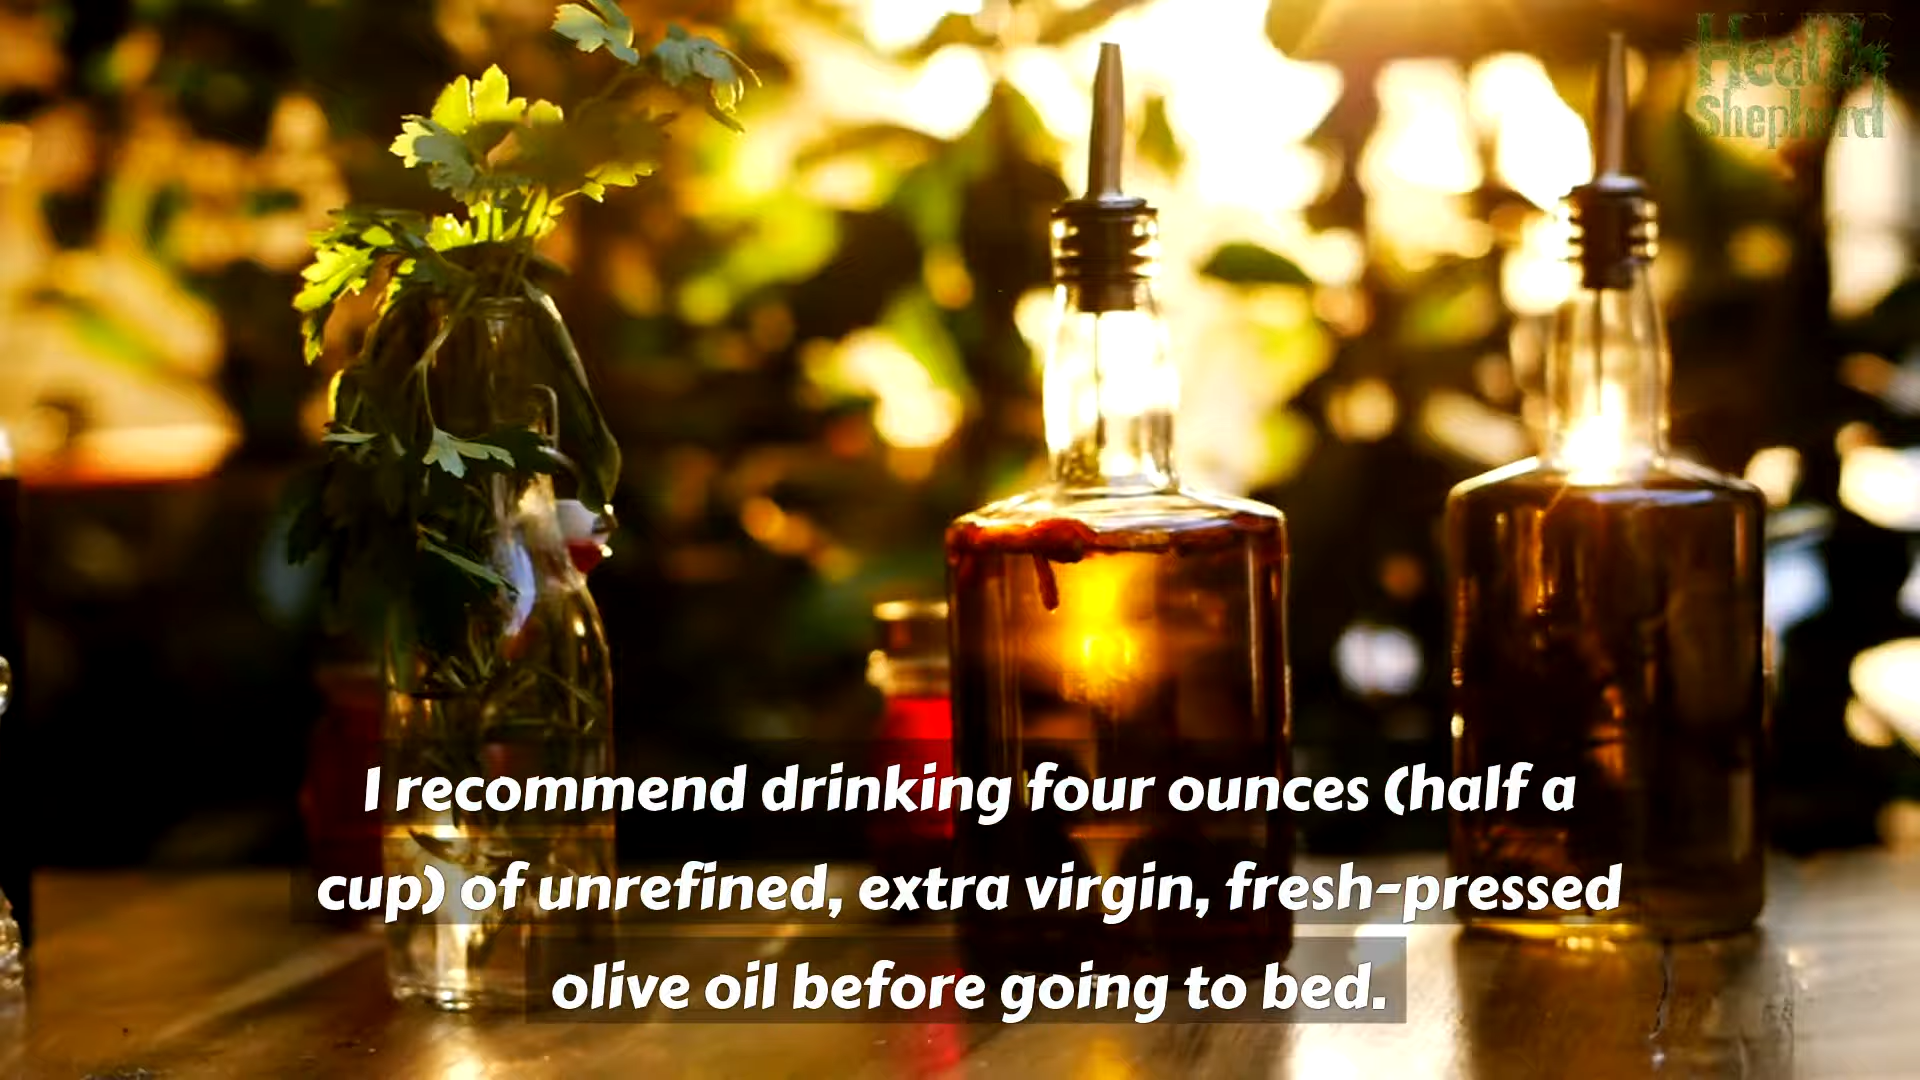 Health
Shepherd
I recommend drinking four ounces (half a
cup) of unrefined, extra virgin, fresh-pressed
olive oil before going to bed.